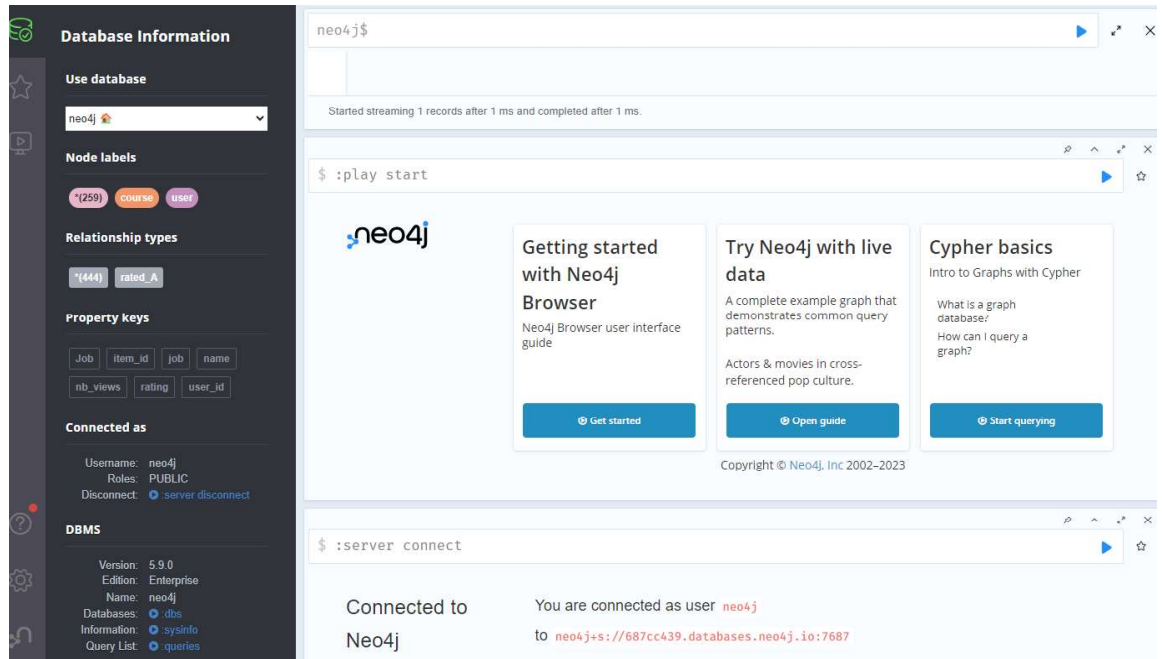 Database Information
Use database
neo4j
Node labels
*(259) course user
Relationship types
*(444) rated_A
Property keys
Job item_id job name
nb_views rating user_id
Connected as
Username: neo4j
Roles: PUBLIC
Disconnect: :server disconnect
DBMS
Version: 5.9.0
Edition: Enterprise
Name: neo4j
Databases: :dbs
Information: :sysinfo
Query List: :queries
neo4j$
Started streaming 1 records after 1 ms and completed after 1 ms.
$ :play start
neo4j
Getting started
with Neo4j
Browser
Neo4j Browser user interface
guide
Get started
Try Neo4j with live
data
A complete example graph that
demonstrates common query
patterns.
Actors & movies in cross-
referenced pop culture.
Open guide
Cypher basics
Intro to Graphs with Cypher
What is a graph
database?
How can I query a
graph?
Start querying
Copyright © Neo4j, Inc 2002–2023
$ :server connect
Connected to
Neo4j
You are connected as user neo4j
to neo4j+s://687cc439.databases.neo4j.io:7687